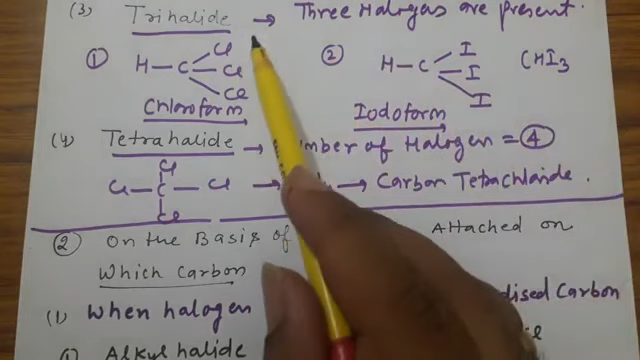 (3) Trihalide → Three Halogas are present.
① H-C-Cl Cl Cl ② H-C-I I I CHI3
Chloroform Iodoform
(4) Tetrahalide → Number of Halogen = ④
Cl-C-Cl Cl Cl → → Carbon Tetrachloride.
② On the Basis of Attached on
Which Carbon
(1) When halogen Carbon
① Alkyl halide